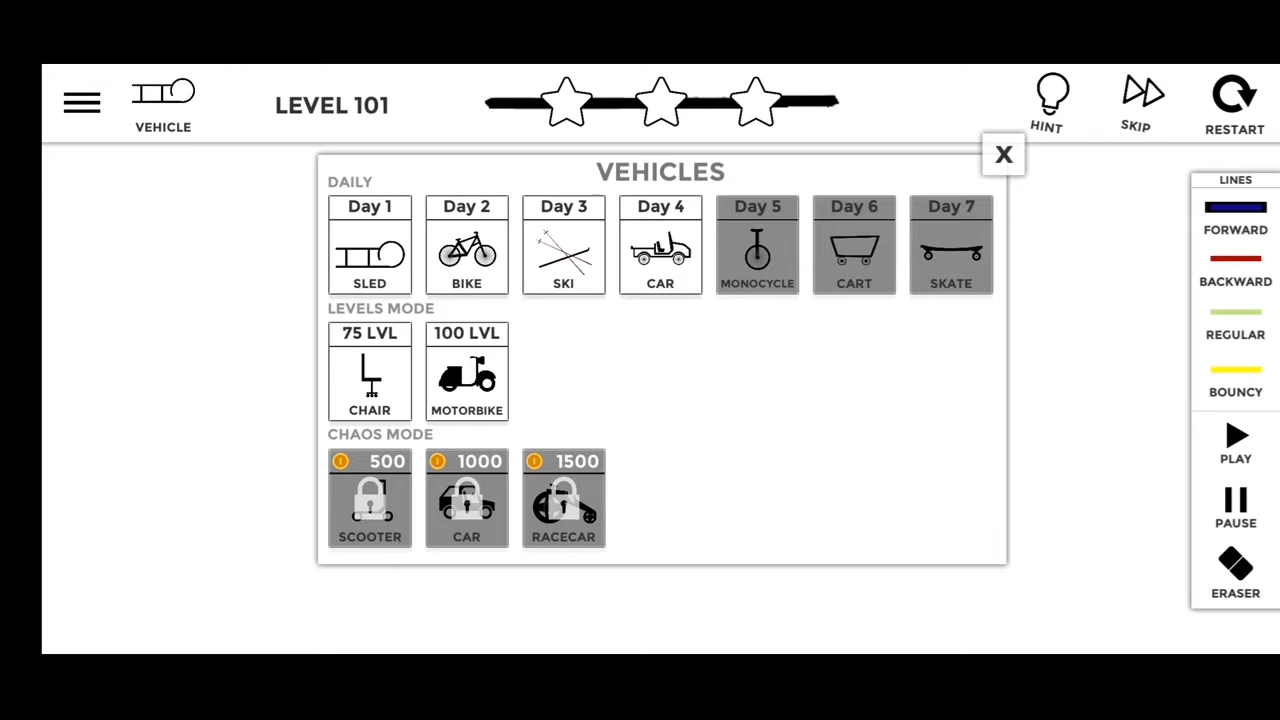 VEHICLE
LEVEL 101
HINT
SKIP
RESTART
X
VEHICLES
DAILY
Day 1
Day 2
Day 3
Day 4
Day 5
Day 6
Day 7
SLED
BIKE
SKI
CAR
MONOCYCLE
CART
SKATE
LEVELS MODE
75 LVL
100 LVL
CHAIR
MOTORBIKE
CHAOS MODE
500
1000
1500
SCOOTER
CAR
RACECAR
LINES
FORWARD
BACKWARD
REGULAR
BOUNCY
PLAY
PAUSE
ERASER